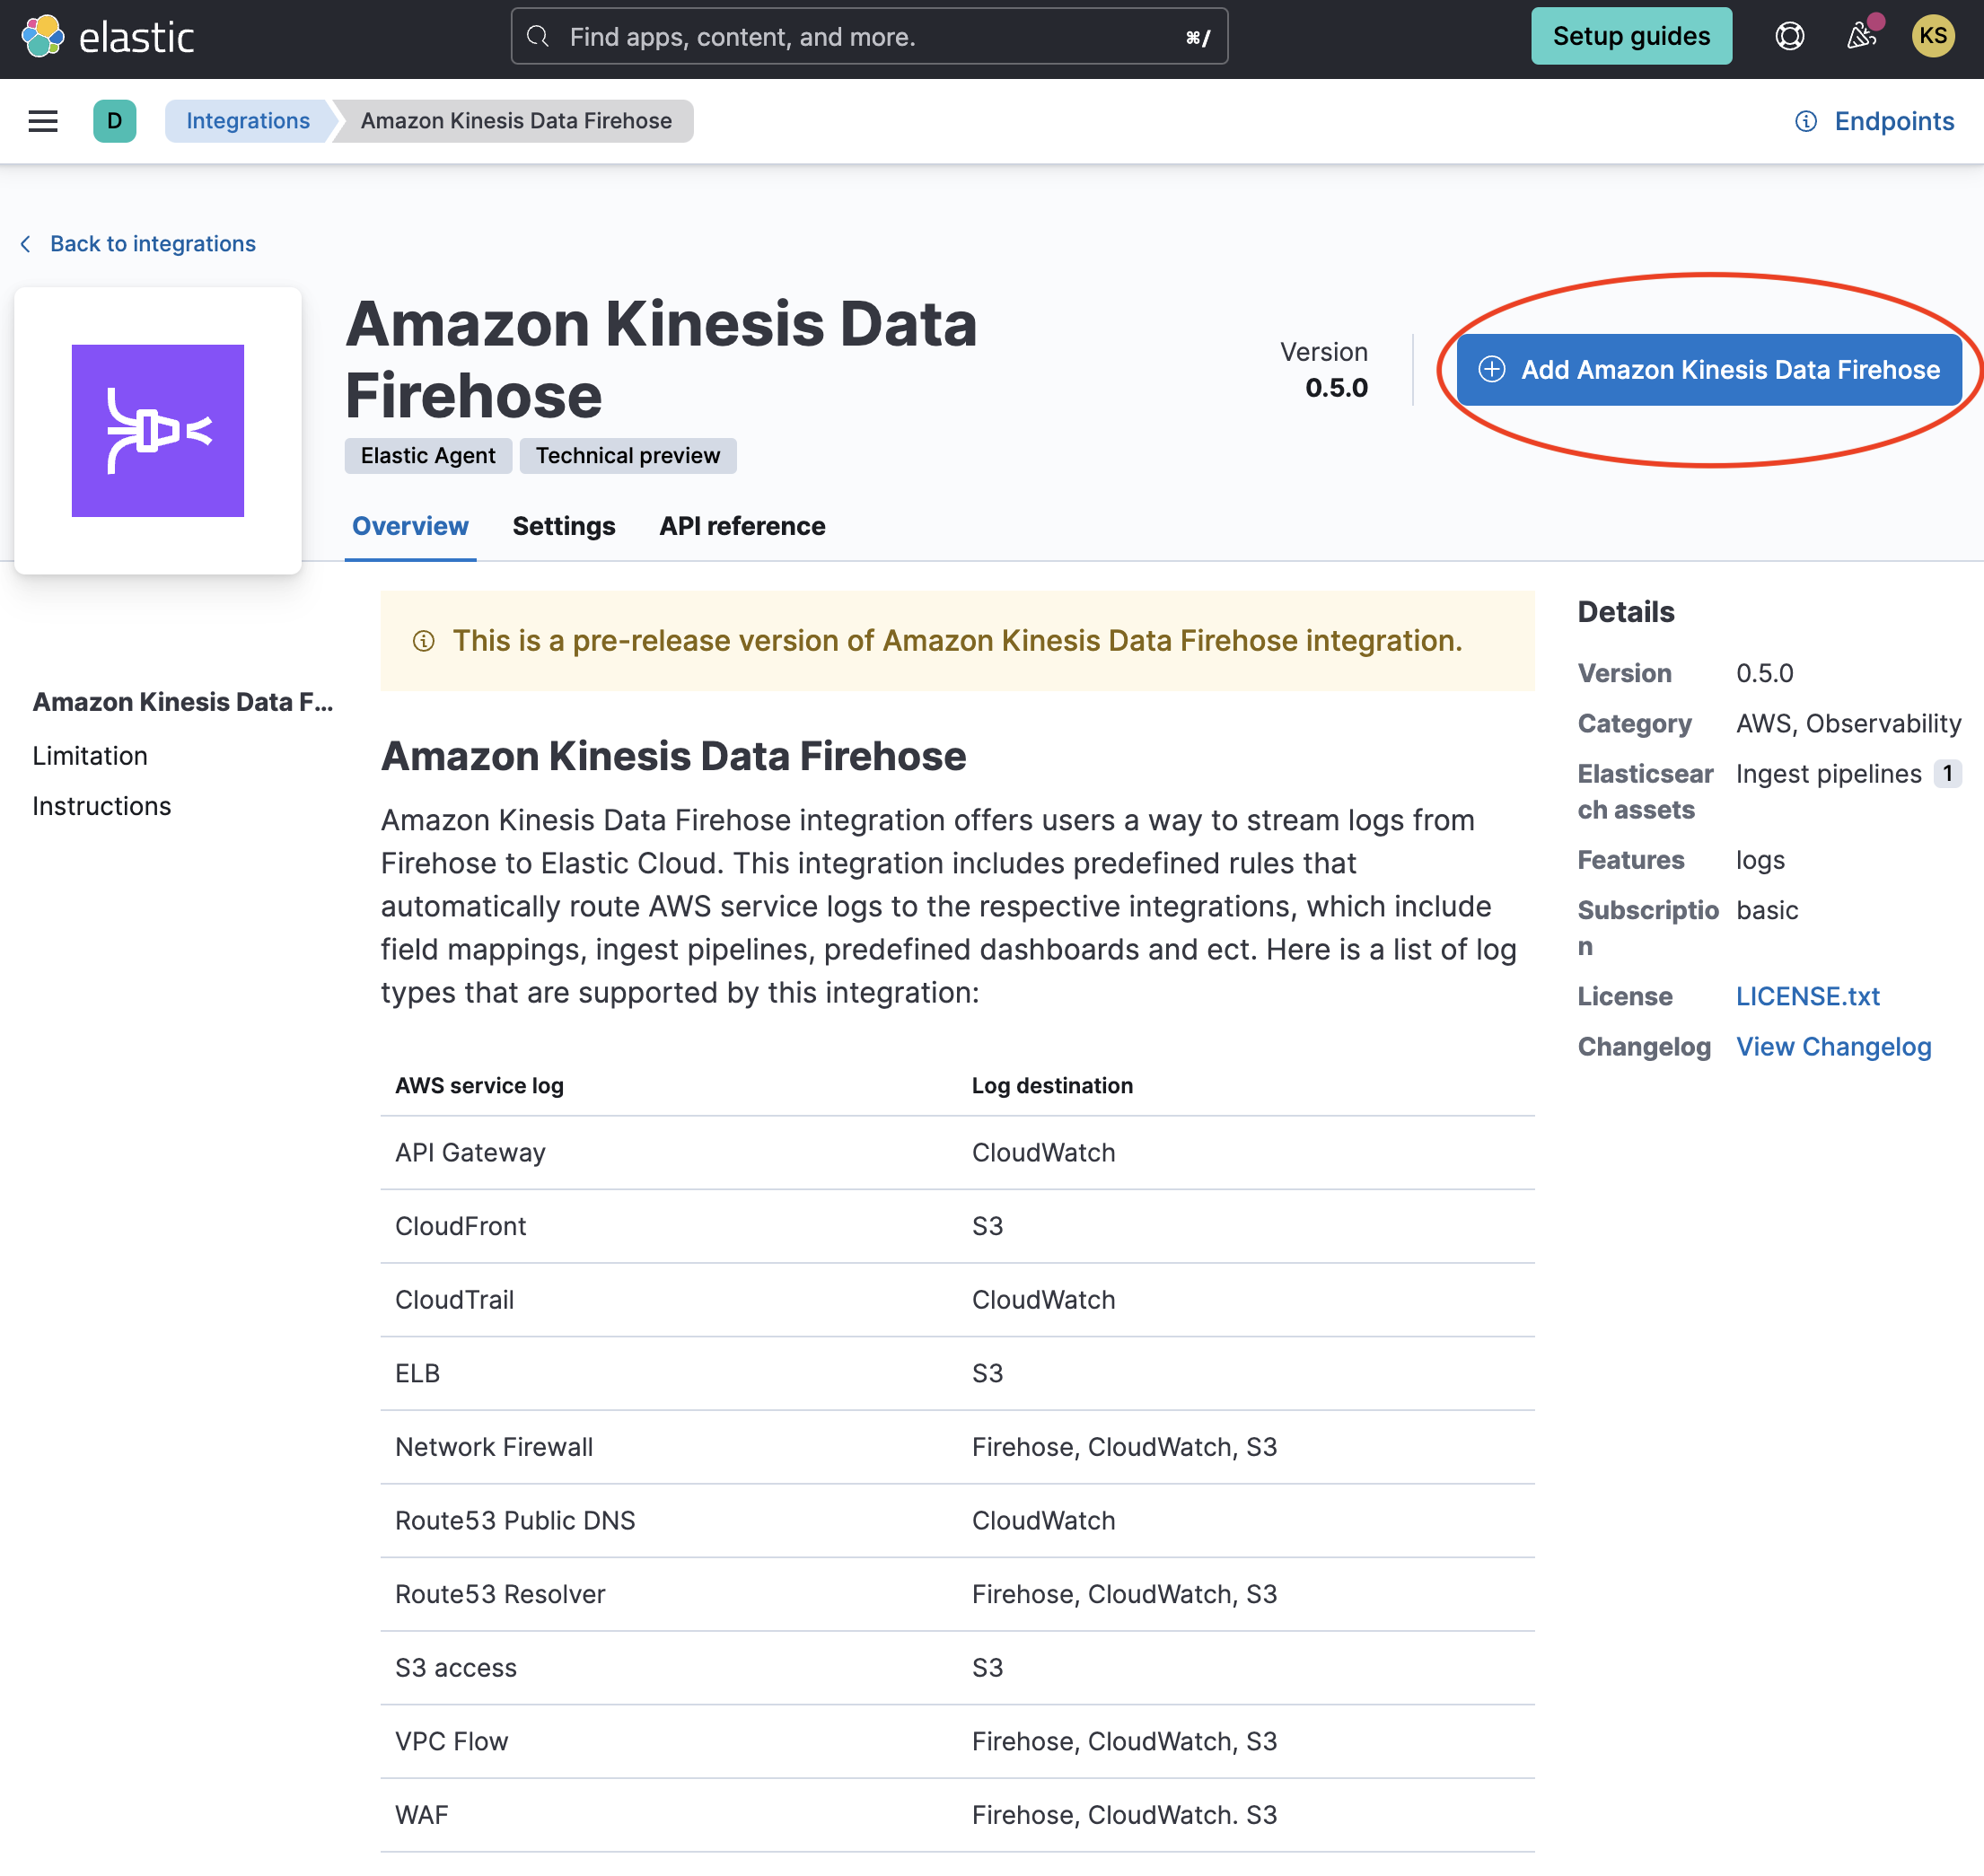 elastic
Find apps, content, and more.
⌘/
Setup guides
KS
D
Integrations
Amazon Kinesis Data Firehose
Endpoints
Back to integrations
Amazon Kinesis Data
Firehose
Elastic Agent
Technical preview
Version
0.5.0
Add Amazon Kinesis Data Firehose
Overview
Settings
API reference
Amazon Kinesis Data F...
Limitation
Instructions
This is a pre-release version of Amazon Kinesis Data Firehose integration.
Amazon Kinesis Data Firehose
Amazon Kinesis Data Firehose integration offers users a way to stream logs from
Firehose to Elastic Cloud. This integration includes predefined rules that
automatically route AWS service logs to the respective integrations, which include
field mappings, ingest pipelines, predefined dashboards and ect. Here is a list of log
types that are supported by this integration:
AWS service log Log destination
API Gateway CloudWatch
CloudFront S3
CloudTrail CloudWatch
ELB S3
Network Firewall Firehose, CloudWatch, S3
Route53 Public DNS CloudWatch
Route53 Resolver Firehose, CloudWatch, S3
S3 access S3
VPC Flow Firehose, CloudWatch, S3
WAF Firehose, CloudWatch. S3
Details
Version 0.5.0
Category AWS, Observability
Elasticsear Ingest pipelines 1
ch assets
Features logs
Subscriptio basic
n
License LICENSE.txt
Changelog View Changelog